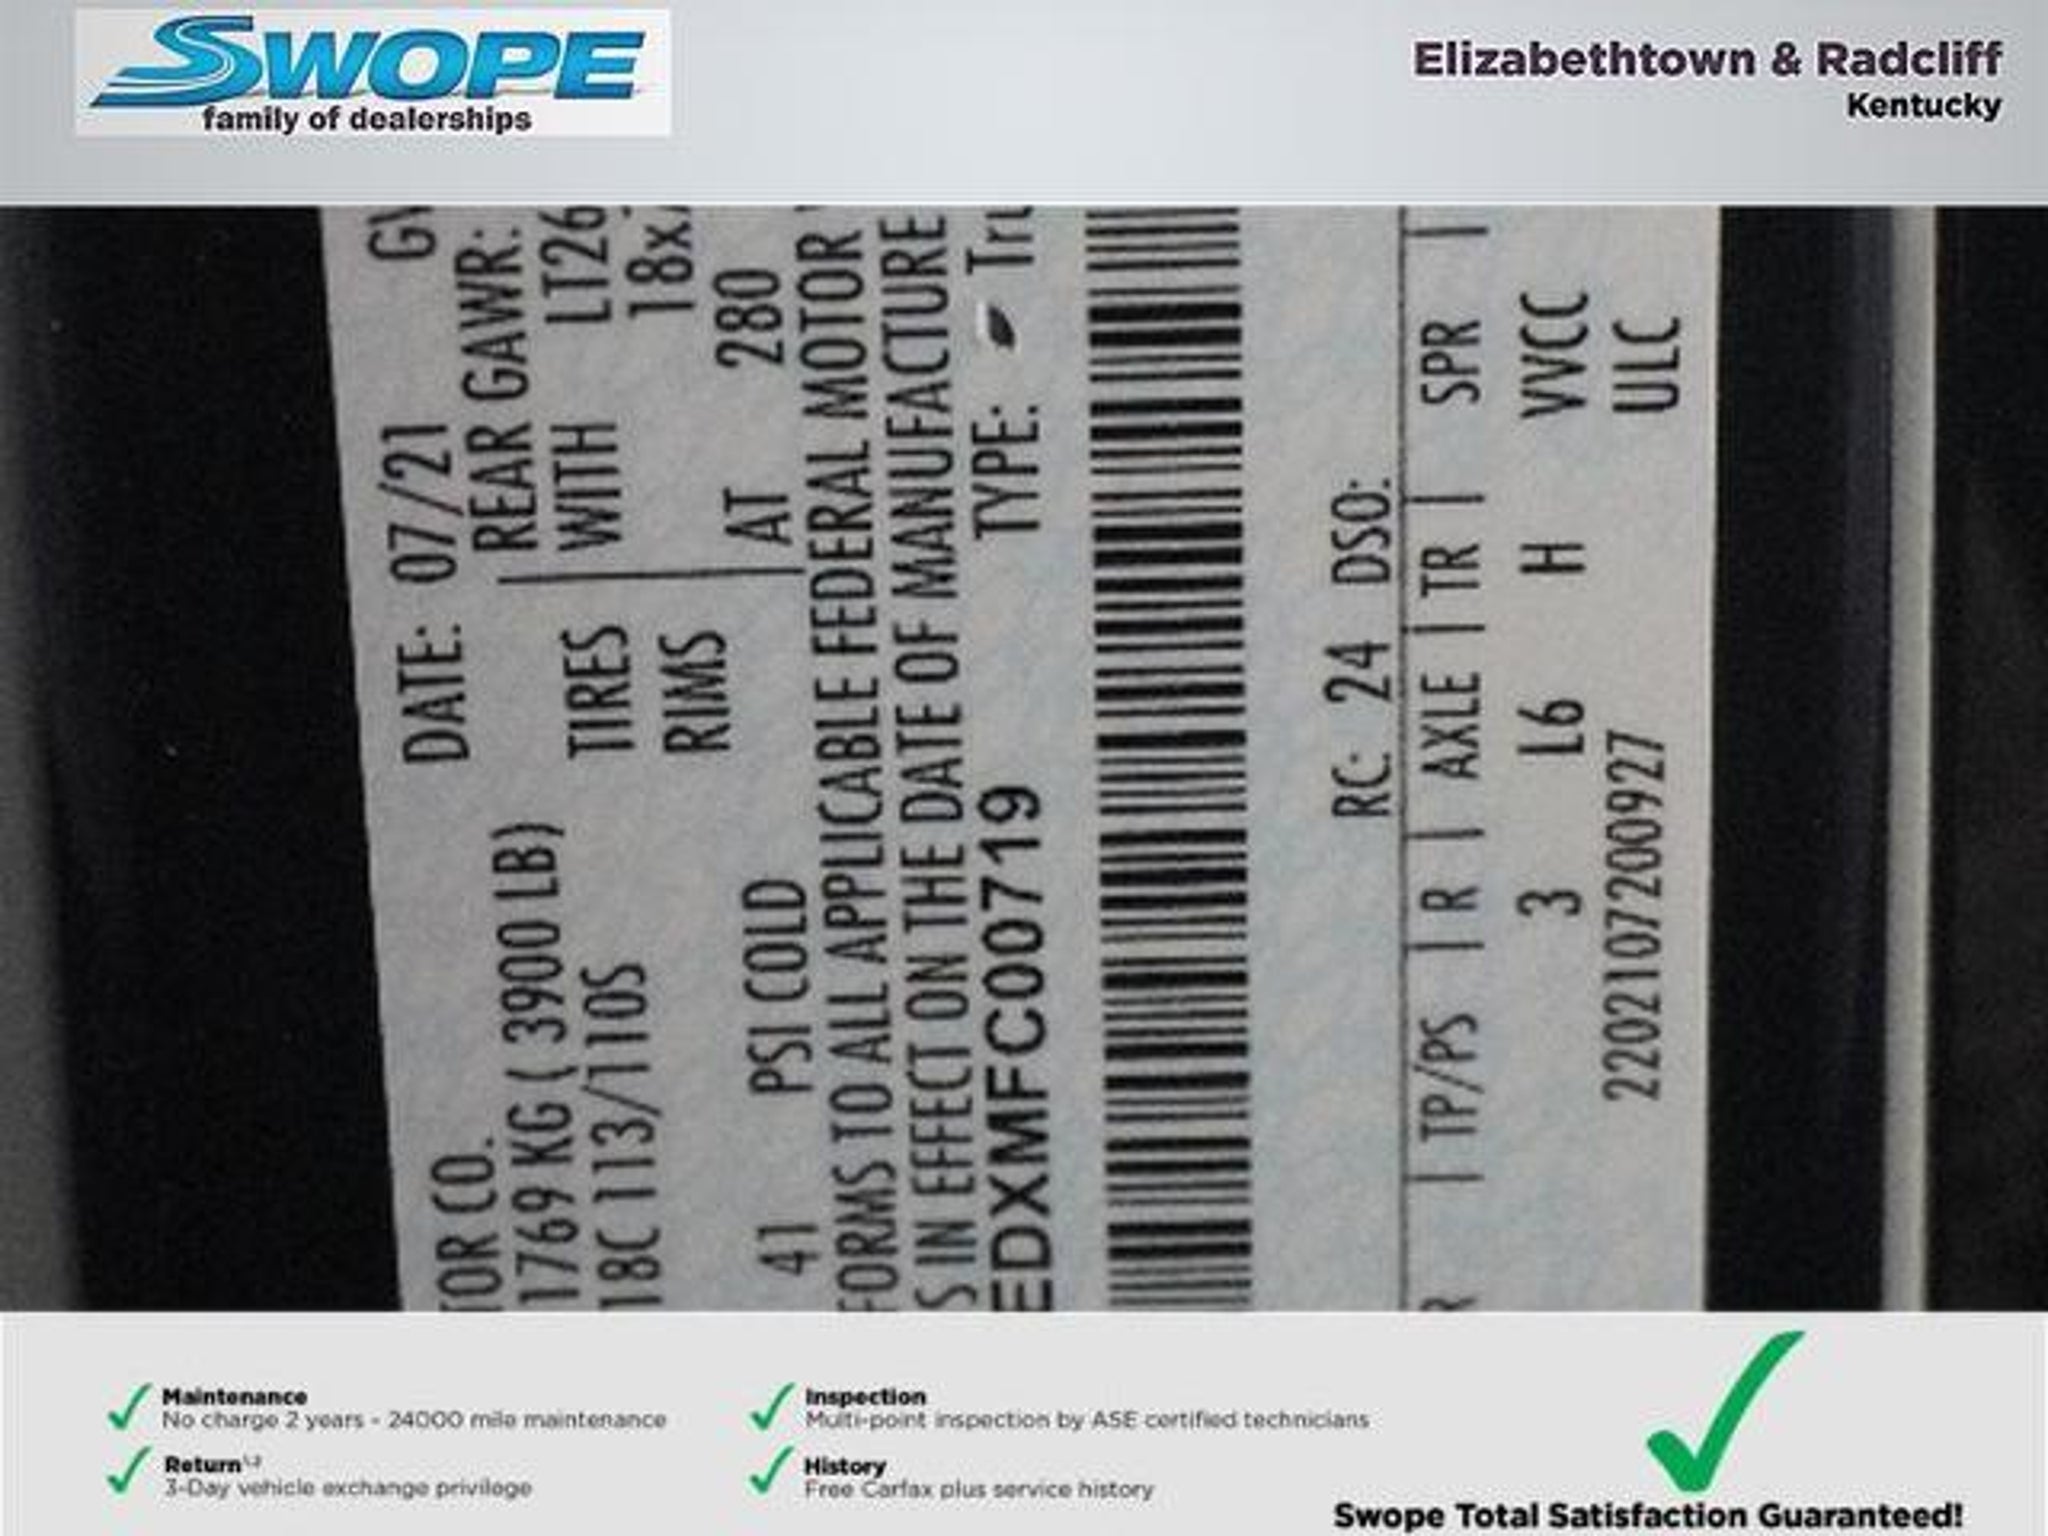 SWOPE
family of dealerships
Elizabethtown & Radcliff
Kentucky
TOR CO. DATE: 07/21
1769 KG ( 3900 LB) REAR GAWR:
18C 113/110S TIRES WITH LT26
RIMS 18x
41 PSI COLD AT 280
FORMS TO ALL APPLICABLE FEDERAL MOTOR
S IN EFFECT ON THE DATE OF MANUFACTURE
EDXMFC00719 TYPE:
RC: 24 DSO:
| TP/PS | R | AXLE | TR | SPR |
3 L6 H VVCC
2202107200927 ULC
Maintenance
No charge 2 years - 24000 mile maintenance
Return¹˒²
3-Day vehicle exchange privilege
Inspection
Multi-point inspection by ASE certified technicians
History
Free Carfax plus service history
Swope Total Satisfaction Guaranteed!